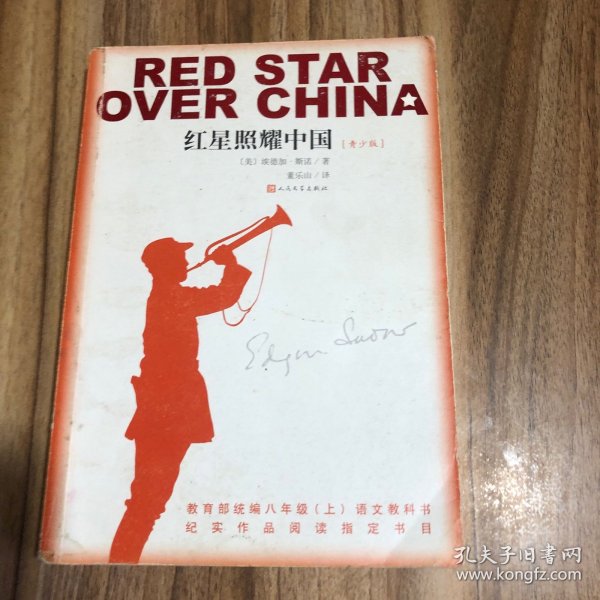 RED STAR
OVER CHINA
红星照耀中国 [青少版]
〔美〕埃德加·斯诺/著
董乐山/译
人民文学出版社
Edgar Snow
教育部统编八年级(上)语文教科书
纪实作品阅读指定书目
孔夫子旧书网
www.kongfz.com